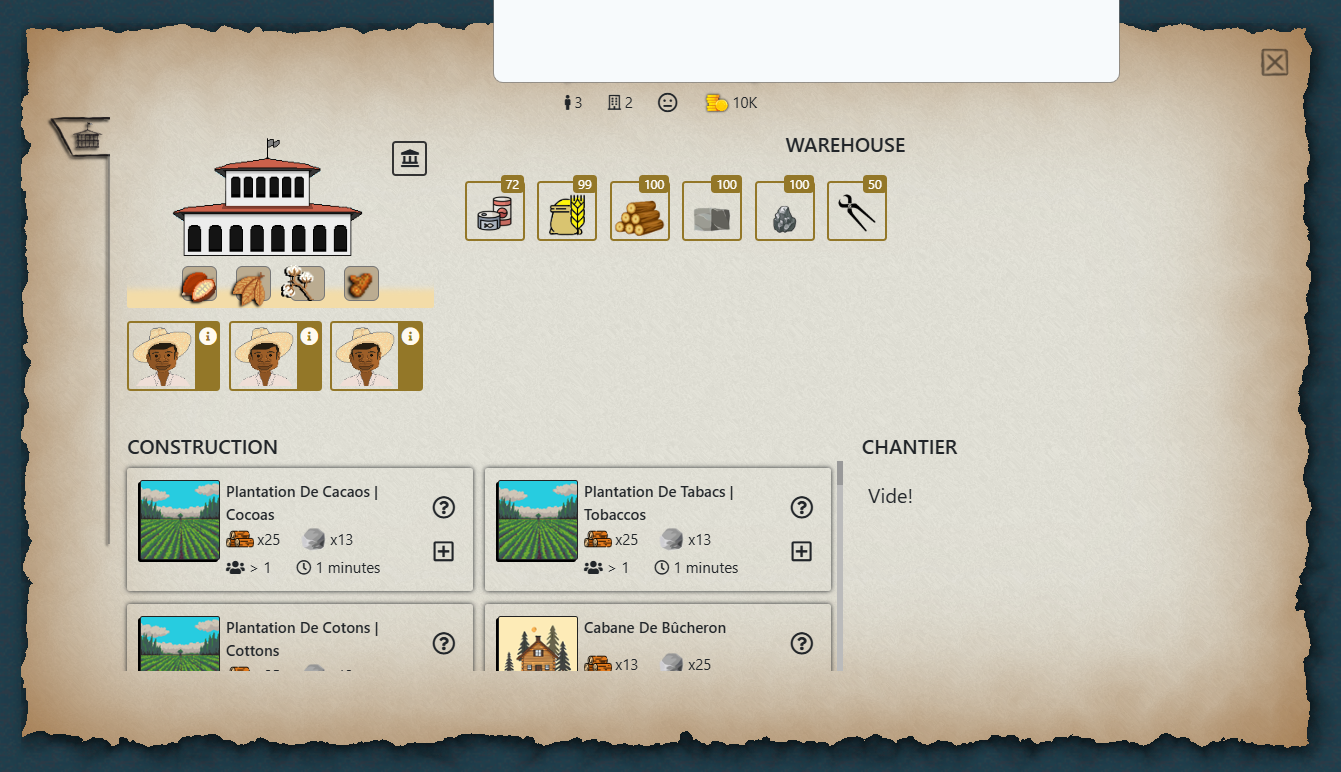 3 2 10K
WAREHOUSE
72 99 100 100 100 50
CONSTRUCTION
Plantation De Cacaos |
Cocoas
x25 x13
> 1 1 minutes
Plantation De Tabacs |
Tobaccos
x25 x13
> 1 1 minutes
Plantation De Cotons |
Cottons
Cabane De Bûcheron
x13 x25
CHANTIER
Vide!